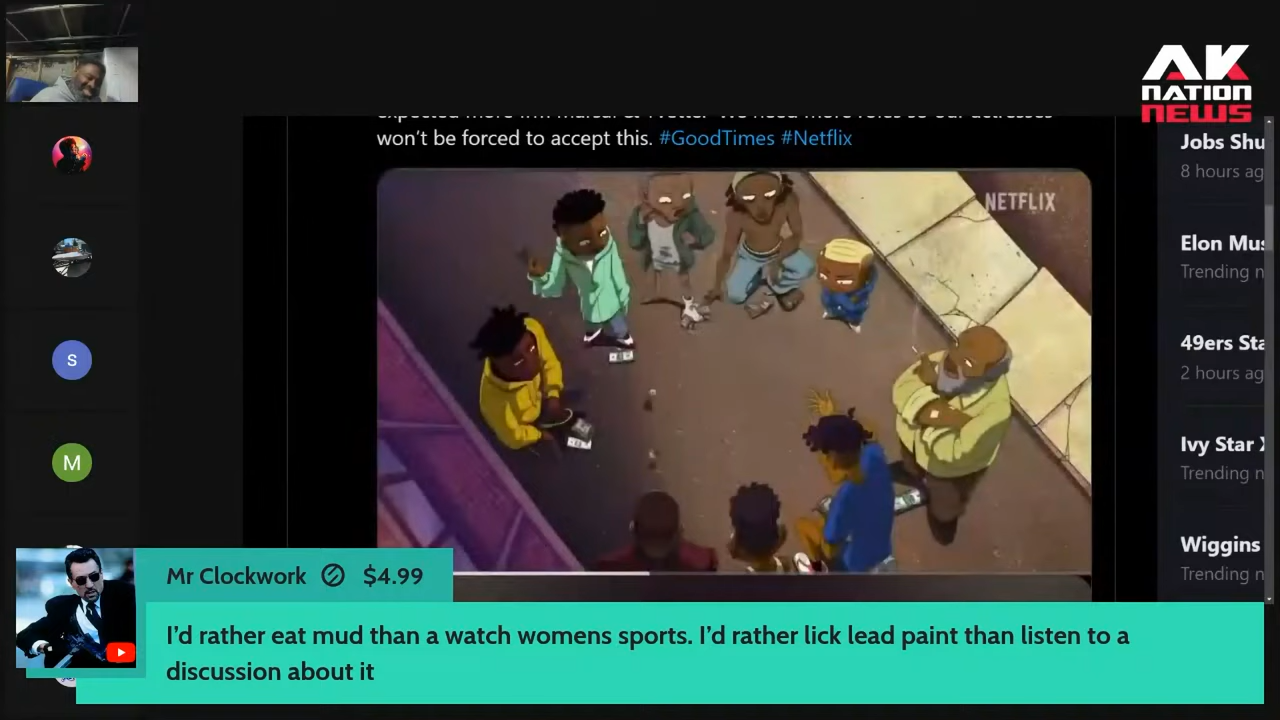 AK
NATION
NEWS
won't be forced to accept this. #GoodTimes #Netflix
NETFLIX
Jobs Shu
8 hours ag
Elon Mus
Trending n
49ers Sta
2 hours ag
Ivy Star X
Trending n
Wiggins
Trending n
S
M
Mr Clockwork $4.99
I'd rather eat mud than a watch womens sports. I'd rather lick lead paint than listen to a
discussion about it